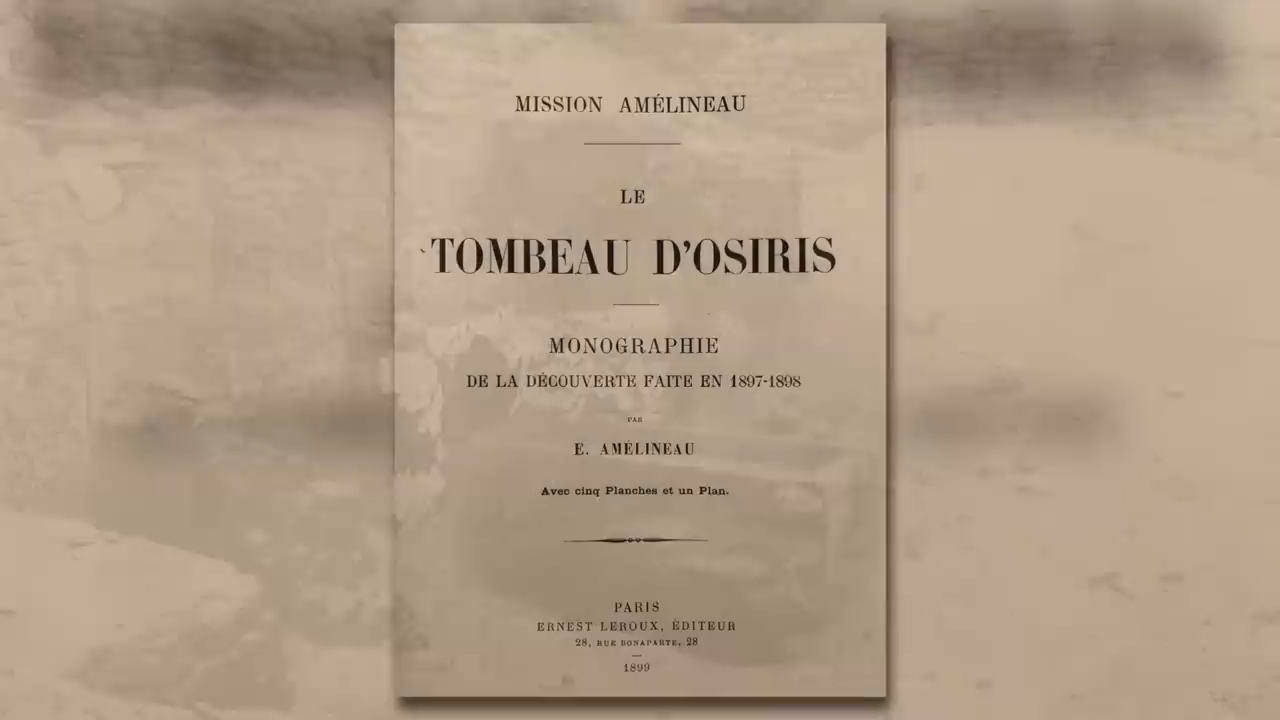 MISSION AMÉLINEAU
LE
TOMBEAU D'OSIRIS
MONOGRAPHIE
DE LA DÉCOUVERTE FAITE EN 1897-1898
PAR
E. AMÉLINEAU
Avec cinq Planches et un Plan.
PARIS
ERNEST LEROUX, ÉDITEUR
28, RUE BONAPARTE, 28
1899